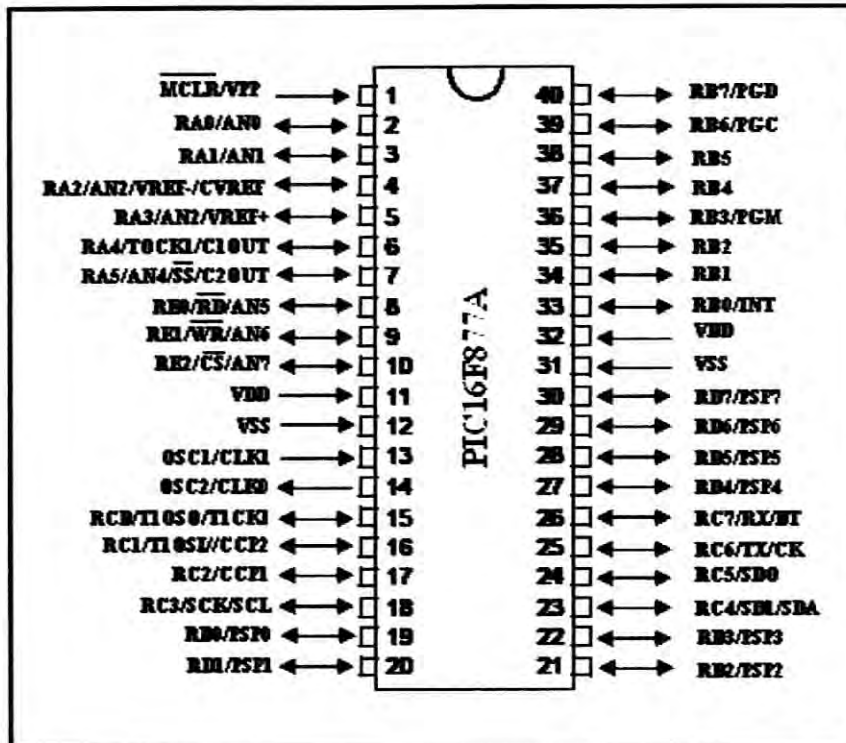 MCLR/VPP 1 40 RB7/PGD
RA0/AN0 2 39 RB6/PGC
RA1/AN1 3 38 RB5
RA2/AN2/VREF-/CVREF 4 37 RB4
RA3/AN2/VREF+ 5 36 RB3/PGM
RA4/T0CKI/C1OUT 6 35 RB2
RA5/AN4/SS/C2OUT 7 34 RB1
RE0/RD/AN5 8 33 RB0/INT
RE1/WR/AN6 9 32 VDD
RE2/CS/AN7 10 31 VSS
VDD 11 30 RD7/PSP7
VSS 12 29 RD6/PSP6
OSC1/CLKI 13 28 RD5/PSP5
OSC2/CLKO 14 27 RD4/PSP4
RC0/T1OSO/T1CKI 15 26 RC7/RX/DT
RC1/T1OSI//CCP2 16 25 RC6/TX/CK
RC2/CCP1 17 24 RC5/SDO
RC3/SCK/SCL 18 23 RC4/SDI/SDA
RD0/PSP0 19 22 RD3/PSP3
RD1/PSP1 20 21 RD2/PSP2
PIC16F877A